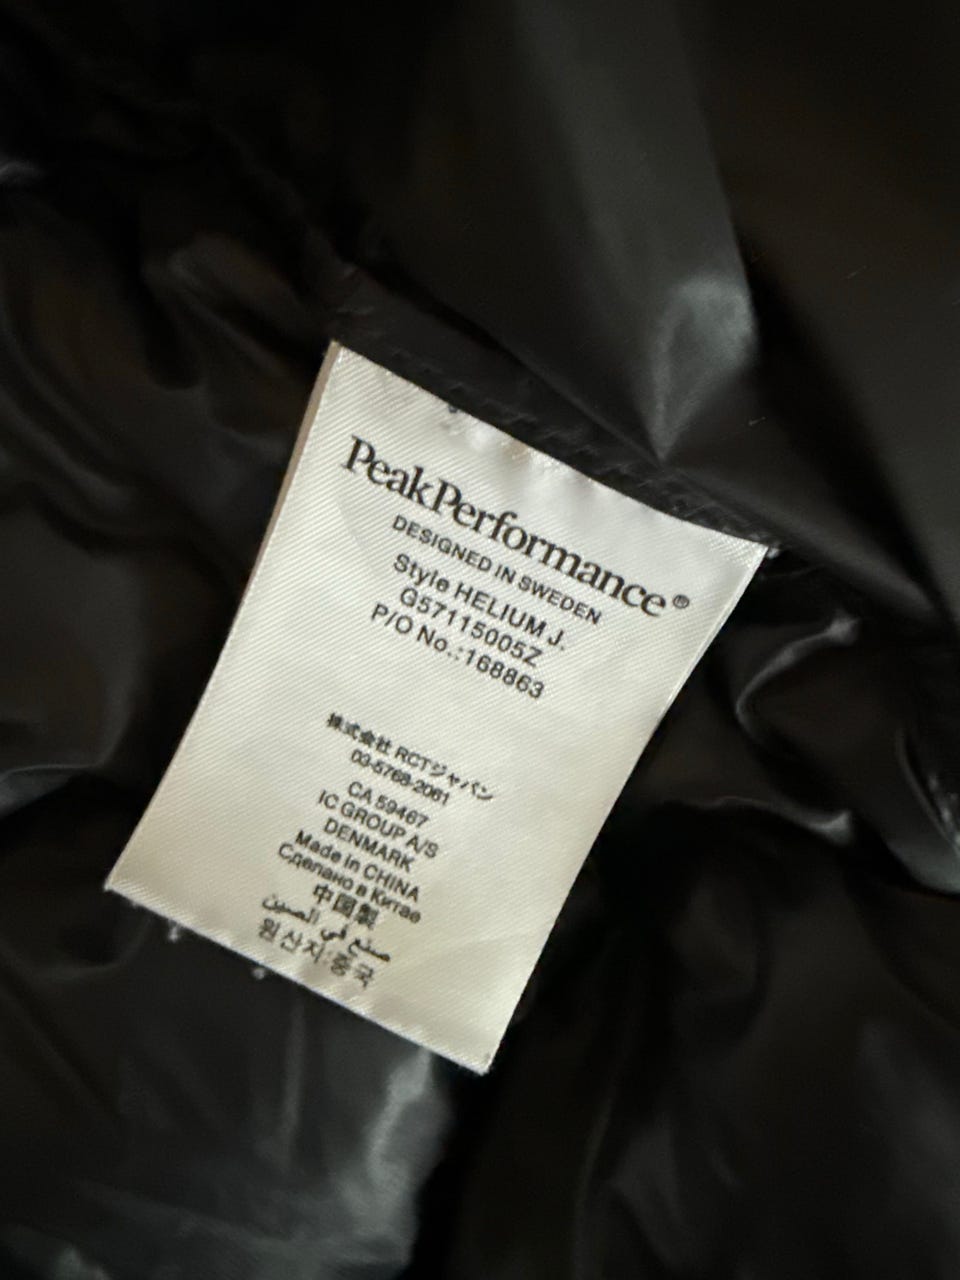 PeakPerformance®
DESIGNED IN SWEDEN
Style HELIUM J.
G57115005Z
P/O No.:168863
株式会社 RCTジャパン
03-5768-2061
CA 59467
IC GROUP A/S
DENMARK
Made in CHINA
Сделано в Китае
中国製
صنع في الصين
원산지:중국